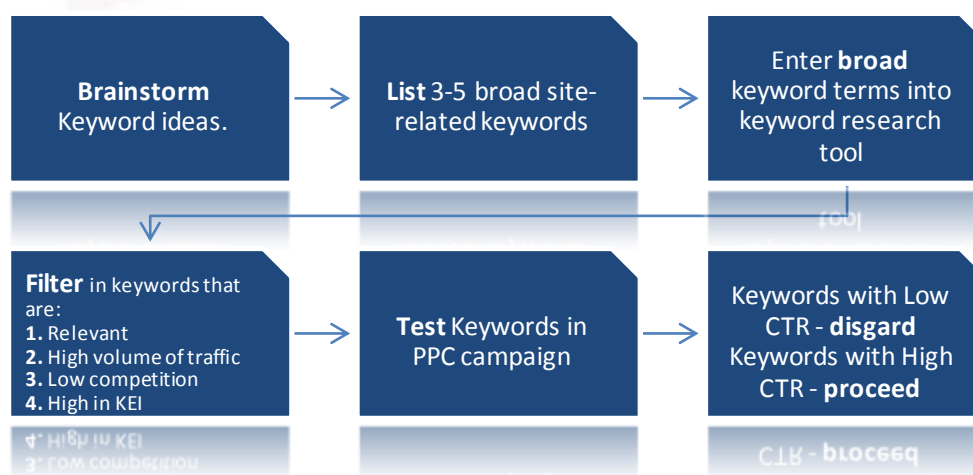 Brainstorm
Keyword ideas.
List 3-5 broad site-
related keywords
Enter broad
keyword terms into
keyword research
tool
Filter in keywords that
are:
1. Relevant
2. High volume of traffic
3. Low competition
4. High in KEI
Test Keywords in
PPC campaign
Keywords with Low
CTR - disgard
Keywords with High
CTR - proceed